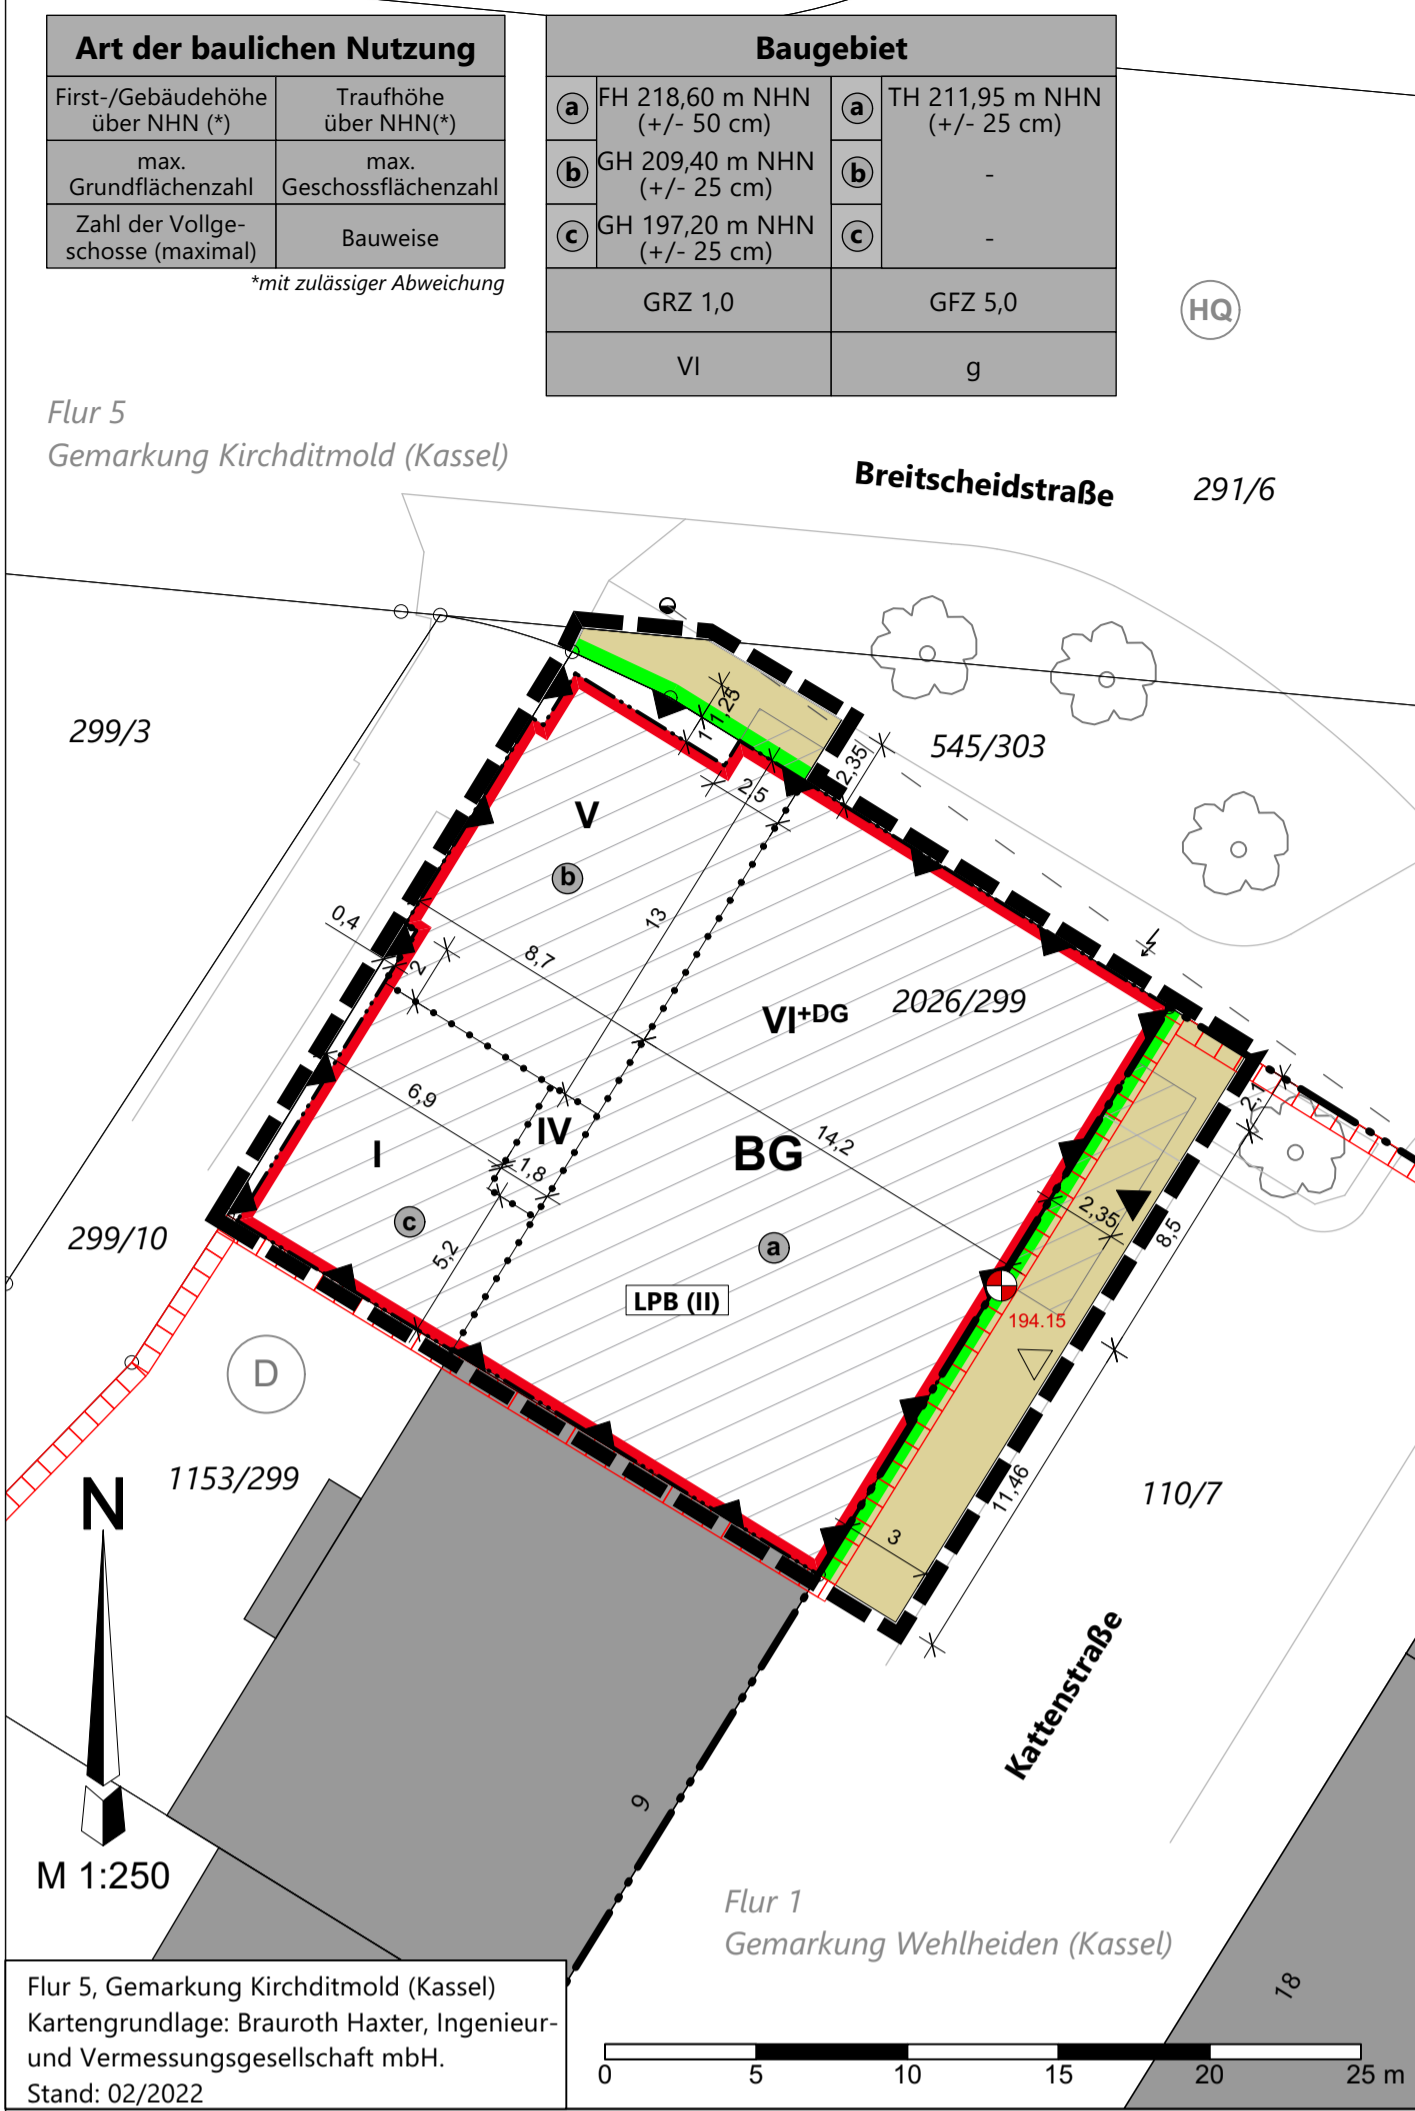 Art der baulichen Nutzung
First-/Gebäudehöhe
über NHN (*)
Traufhöhe
über NHN(*)
max.
Grundflächenzahl
max.
Geschossflächenzahl
Zahl der Vollge-
schosse (maximal)
Bauweise
*mit zulässiger Abweichung
Baugebiet
a
FH 218,60 m NHN
(+/- 50 cm)
a
TH 211,95 m NHN
(+/- 25 cm)
b
GH 209,40 m NHN
(+/- 25 cm)
b
-
c
GH 197,20 m NHN
(+/- 25 cm)
c
-
GRZ 1,0
GFZ 5,0
VI
g
HQ
Flur 5
Gemarkung Kirchditmold (Kassel)
Breitscheidstraße
291/6
299/3
545/303
1
1,25
2,35
2,5
V
b
13
0,4
2
8,7
VI+DG
2026/299
6,9
IV
I
1,8
BG
14,2
2,1
2,35
8,5
299/10
c
5,2
a
LPB (II)
194.15
D
1153/299
11,46
110/7
3
N
Kattenstraße
9
M 1:250
Flur 1
Gemarkung Wehlheiden (Kassel)
18
Flur 5, Gemarkung Kirchditmold (Kassel)
Kartengrundlage: Brauroth Haxter, Ingenieur-
und Vermessungsgesellschaft mbH.
Stand: 02/2022
0 5 10 15 20 25 m